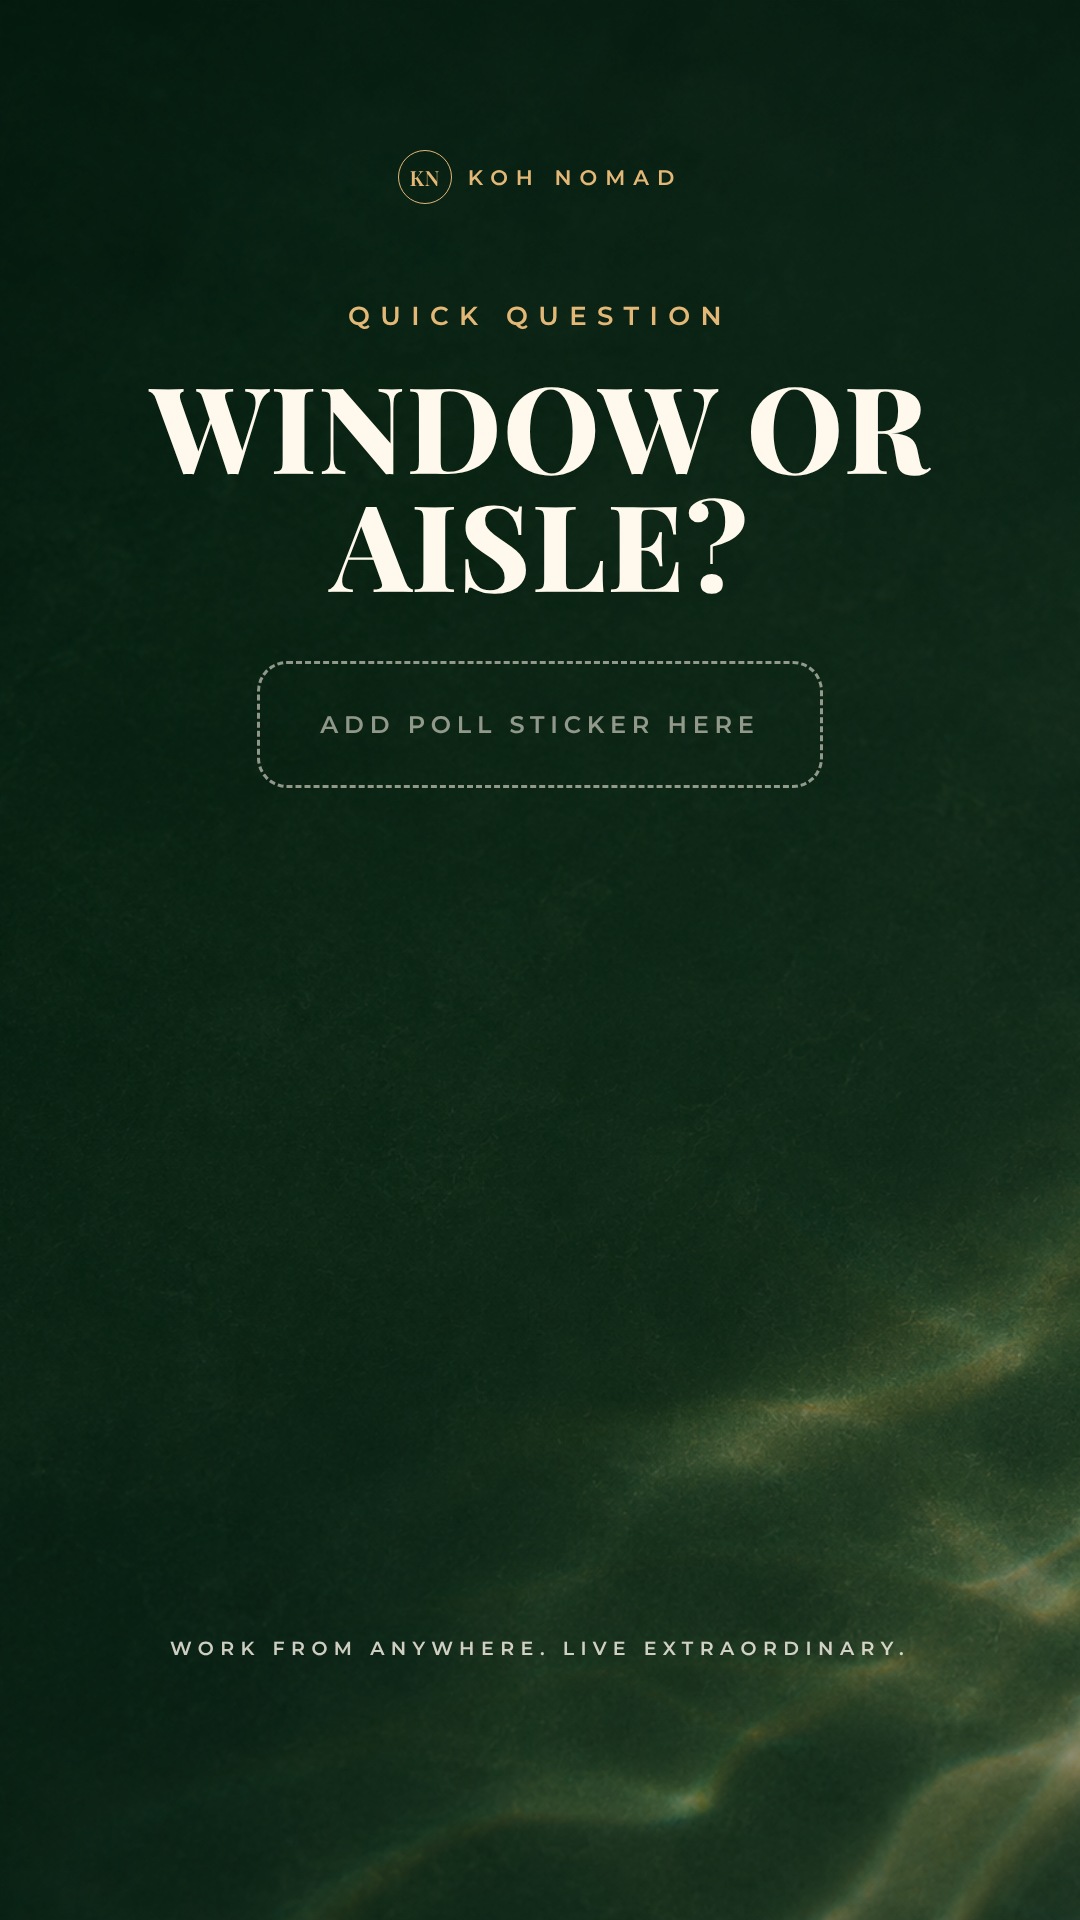 KN KOH NOMAD
QUICK QUESTION
WINDOW OR
AISLE?
ADD POLL STICKER HERE
WORK FROM ANYWHERE. LIVE EXTRAORDINARY.